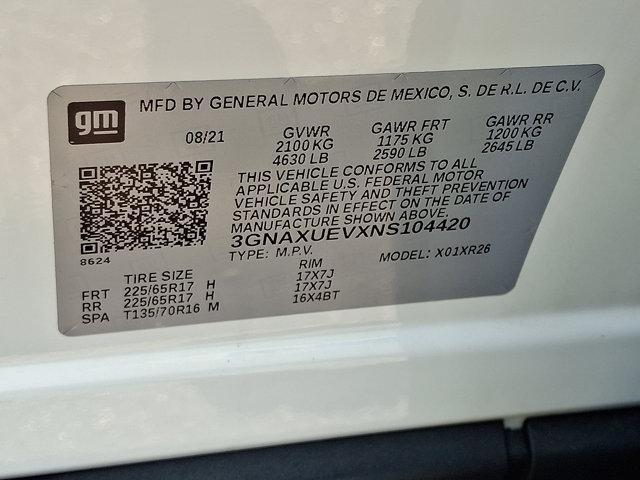 gm
MFD BY GENERAL MOTORS DE MEXICO, S. DE R.L. DE C.V.
08/21 GVWR GAWR FRT GAWR RR
2100 KG 1175 KG 1200 KG
4630 LB 2590 LB 2645 LB
THIS VEHICLE CONFORMS TO ALL
APPLICABLE U.S. FEDERAL MOTOR
VEHICLE SAFETY AND THEFT PREVENTION
STANDARDS IN EFFECT ON THE DATE OF
MANUFACTURE SHOWN ABOVE.
3GNAXUEVXNS104420
8624
TYPE: M.P.V. MODEL: X01XR26
TIRE SIZE RIM
FRT 225/65R17 H 17X7J
RR 225/65R17 H 17X7J
SPA T135/70R16 M 16X4BT